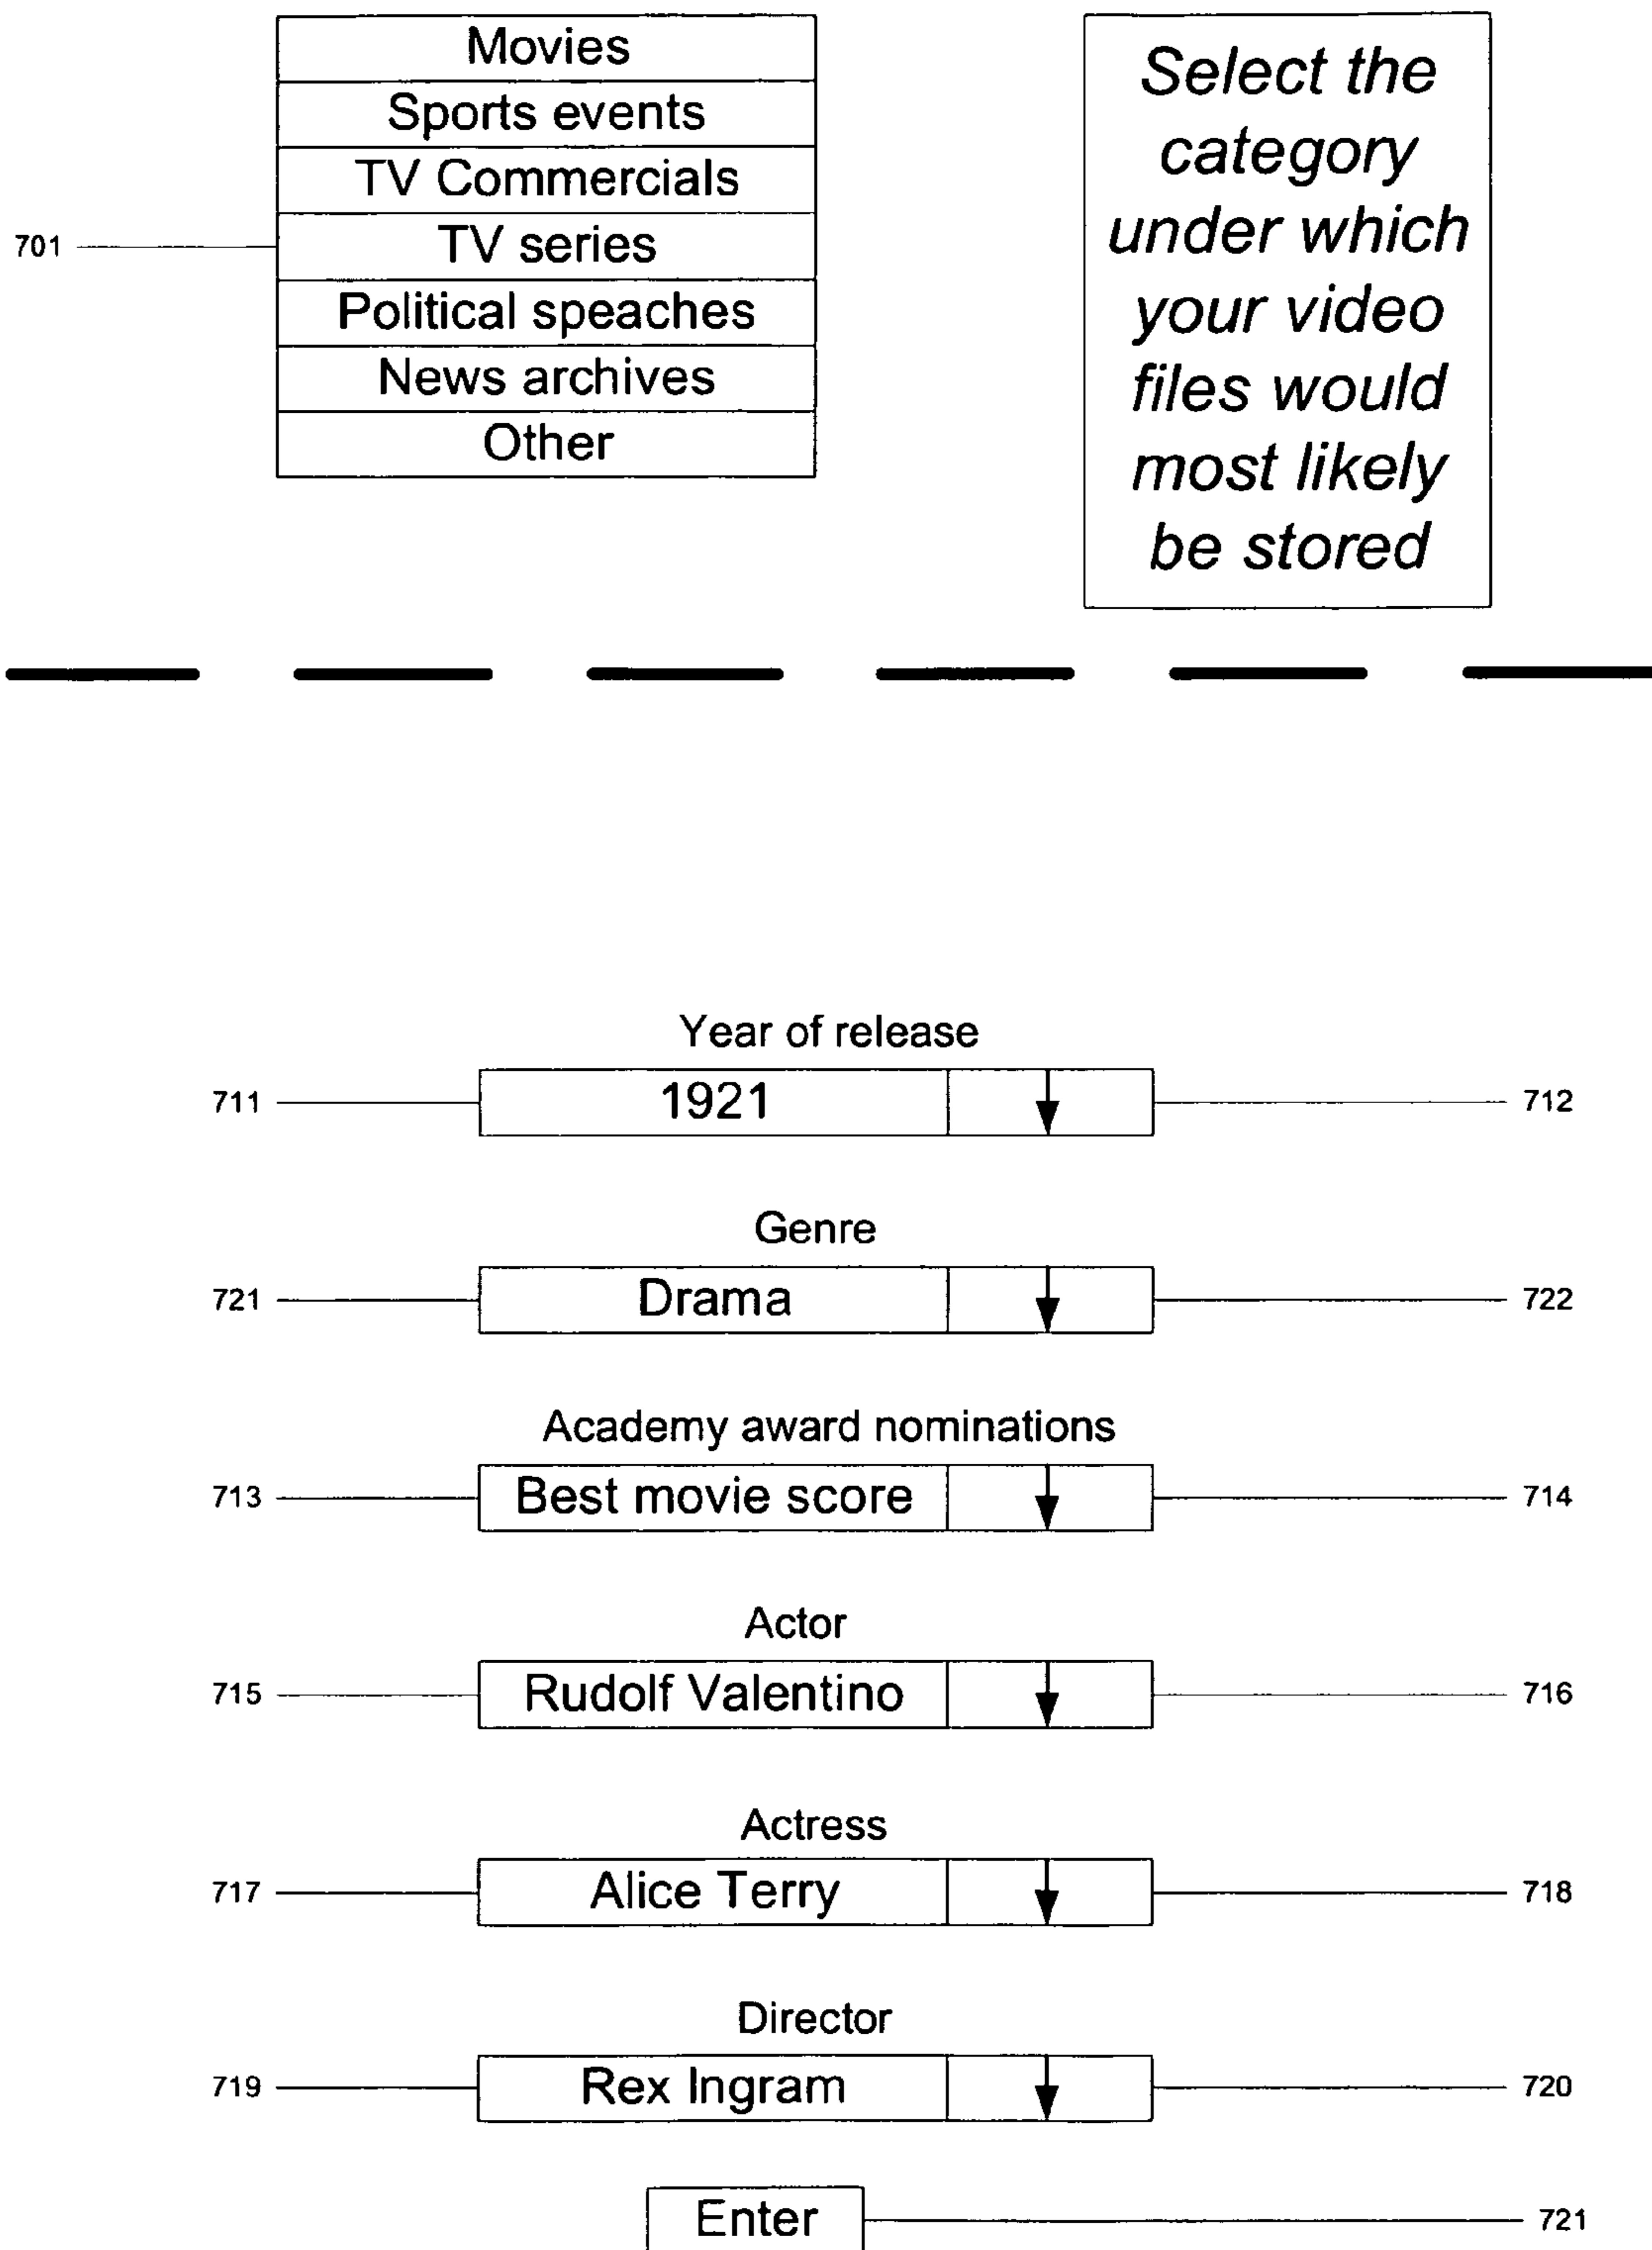 Movies
Sports events
TV Commercials
701 TV series
Political speaches
News archives
Other
Select the
category
under which
your video
files would
most likely
be stored
Year of release
711 1921 712
Genre
721 Drama 722
Academy award nominations
713 Best movie score 714
Actor
715 Rudolf Valentino 716
Actress
717 Alice Terry 718
Director
719 Rex Ingram 720
Enter 721